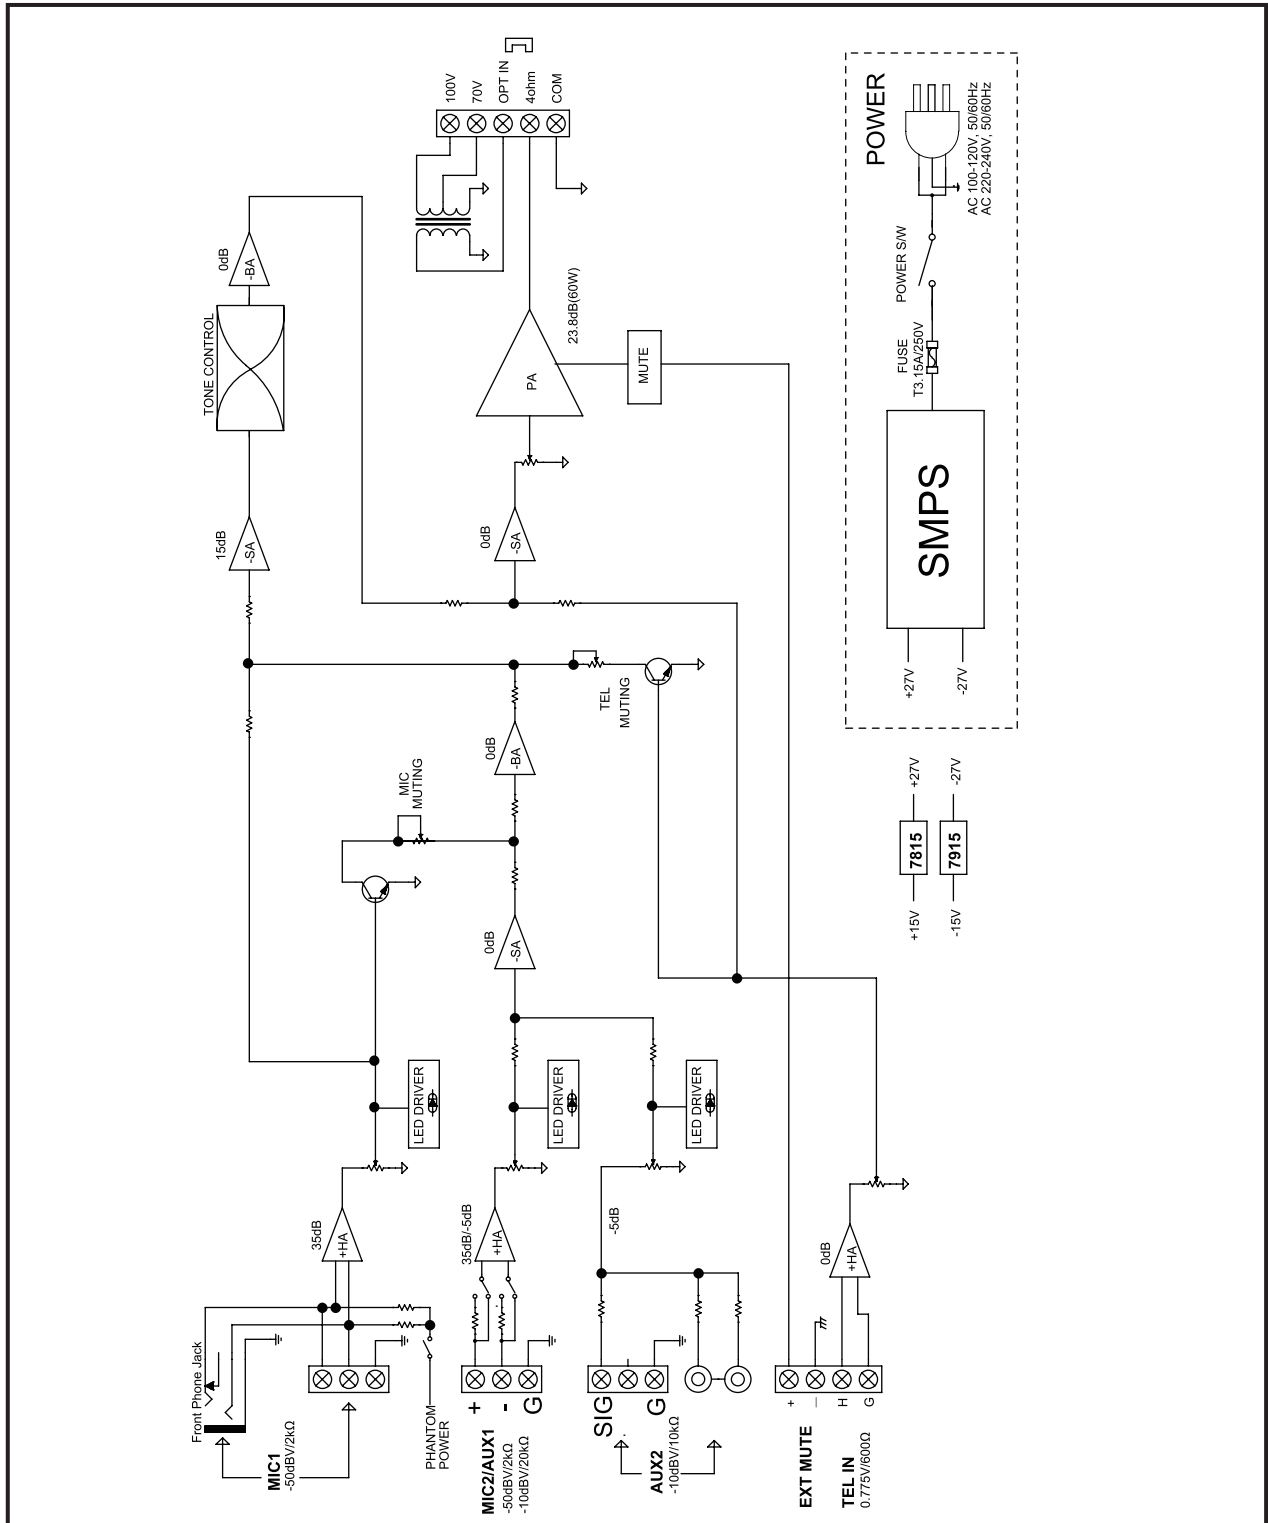 100V
70V
OPT IN
4ohm
COM
POWER
AC 100-120V, 50/60Hz
AC 220-240V, 50/60Hz
POWER S/W
FUSE
T3.15A/250V
SMPS
+27V
-27V
0dB
-BA
TONE CONTROL
15dB
-SA
23.8dB(60W)
PA
MUTE
0dB
-SA
TEL
MUTING
0dB
-BA
MIC
MUTING
0dB
-SA
+27V
7815
+15V
-27V
7915
-15V
LED DRIVER
LED DRIVER
LED DRIVER
35dB
+HA
35dB/-5dB
+HA
-5dB
0dB
+HA
Front Phone Jack
MIC1
-50dBV/2kΩ
PHANTOM
POWER
+
-
G
MIC2/AUX1
-50dBV/2kΩ
-10dBV/20kΩ
SIG
G
AUX2
-10dBV/10kΩ
+
—
H
G
EXT MUTE
TEL IN
0.775V/600Ω